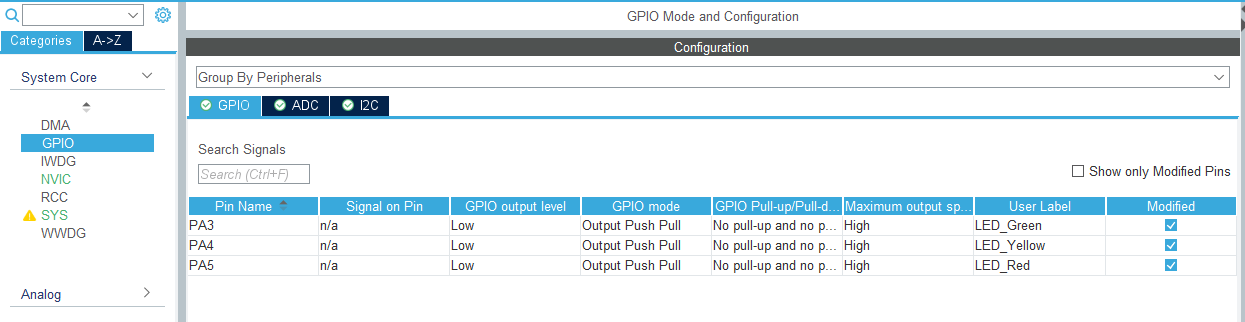 GPIO Mode and Configuration
Categories A->Z
Configuration
System Core
Group By Peripherals
GPIO ADC I2C
DMA
GPIO
IWDG
NVIC
RCC
SYS
WWDG
Analog
Search Signals
Search (Ctrl+F)
Show only Modified Pins
Pin Name Signal on Pin GPIO output level GPIO mode GPIO Pull-up/Pull-d... Maximum output sp... User Label Modified
PA3 n/a Low Output Push Pull No pull-up and no p... High LED_Green
PA4 n/a Low Output Push Pull No pull-up and no p... High LED_Yellow
PA5 n/a Low Output Push Pull No pull-up and no p... High LED_Red